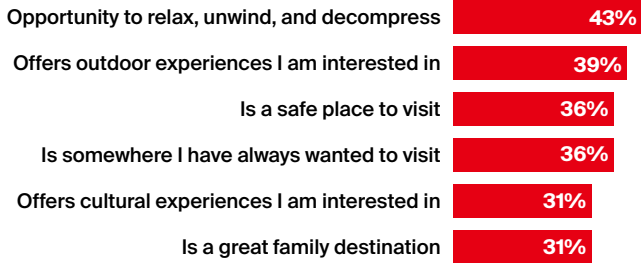 Opportunity to relax, unwind, and decompress 43%
Offers outdoor experiences I am interested in 39%
Is a safe place to visit 36%
Is somewhere I have always wanted to visit 36%
Offers cultural experiences I am interested in 31%
Is a great family destination 31%